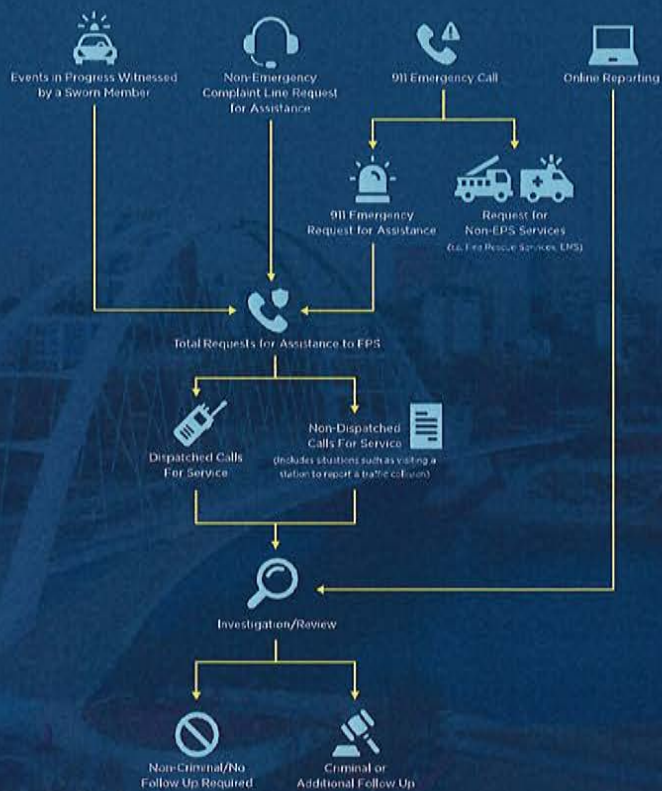 Events in Progress Witnessed
by a Sworn Member
Non-Emergency
Complaint Line Request
for Assistance
911 Emergency Call
Online Reporting
911 Emergency
Request for Assistance
Request for
Non-EPS Services
(i.e. Fire Rescue Services, EMS)
Total Requests for Assistance to EPS
Dispatched Calls
For Service
Non-Dispatched
Calls For Service
(Includes situations such as visiting a
station to report a traffic collision)
Investigation/Review
Non-Criminal/No
Follow Up Required
Criminal or
Additional Follow Up